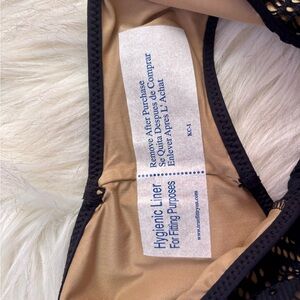 Remove After Purchase
Se Quita Despues de Comprar
Enlever Apres L' Achat
KC-1
Hygienic Liner
For Fitting Purposes